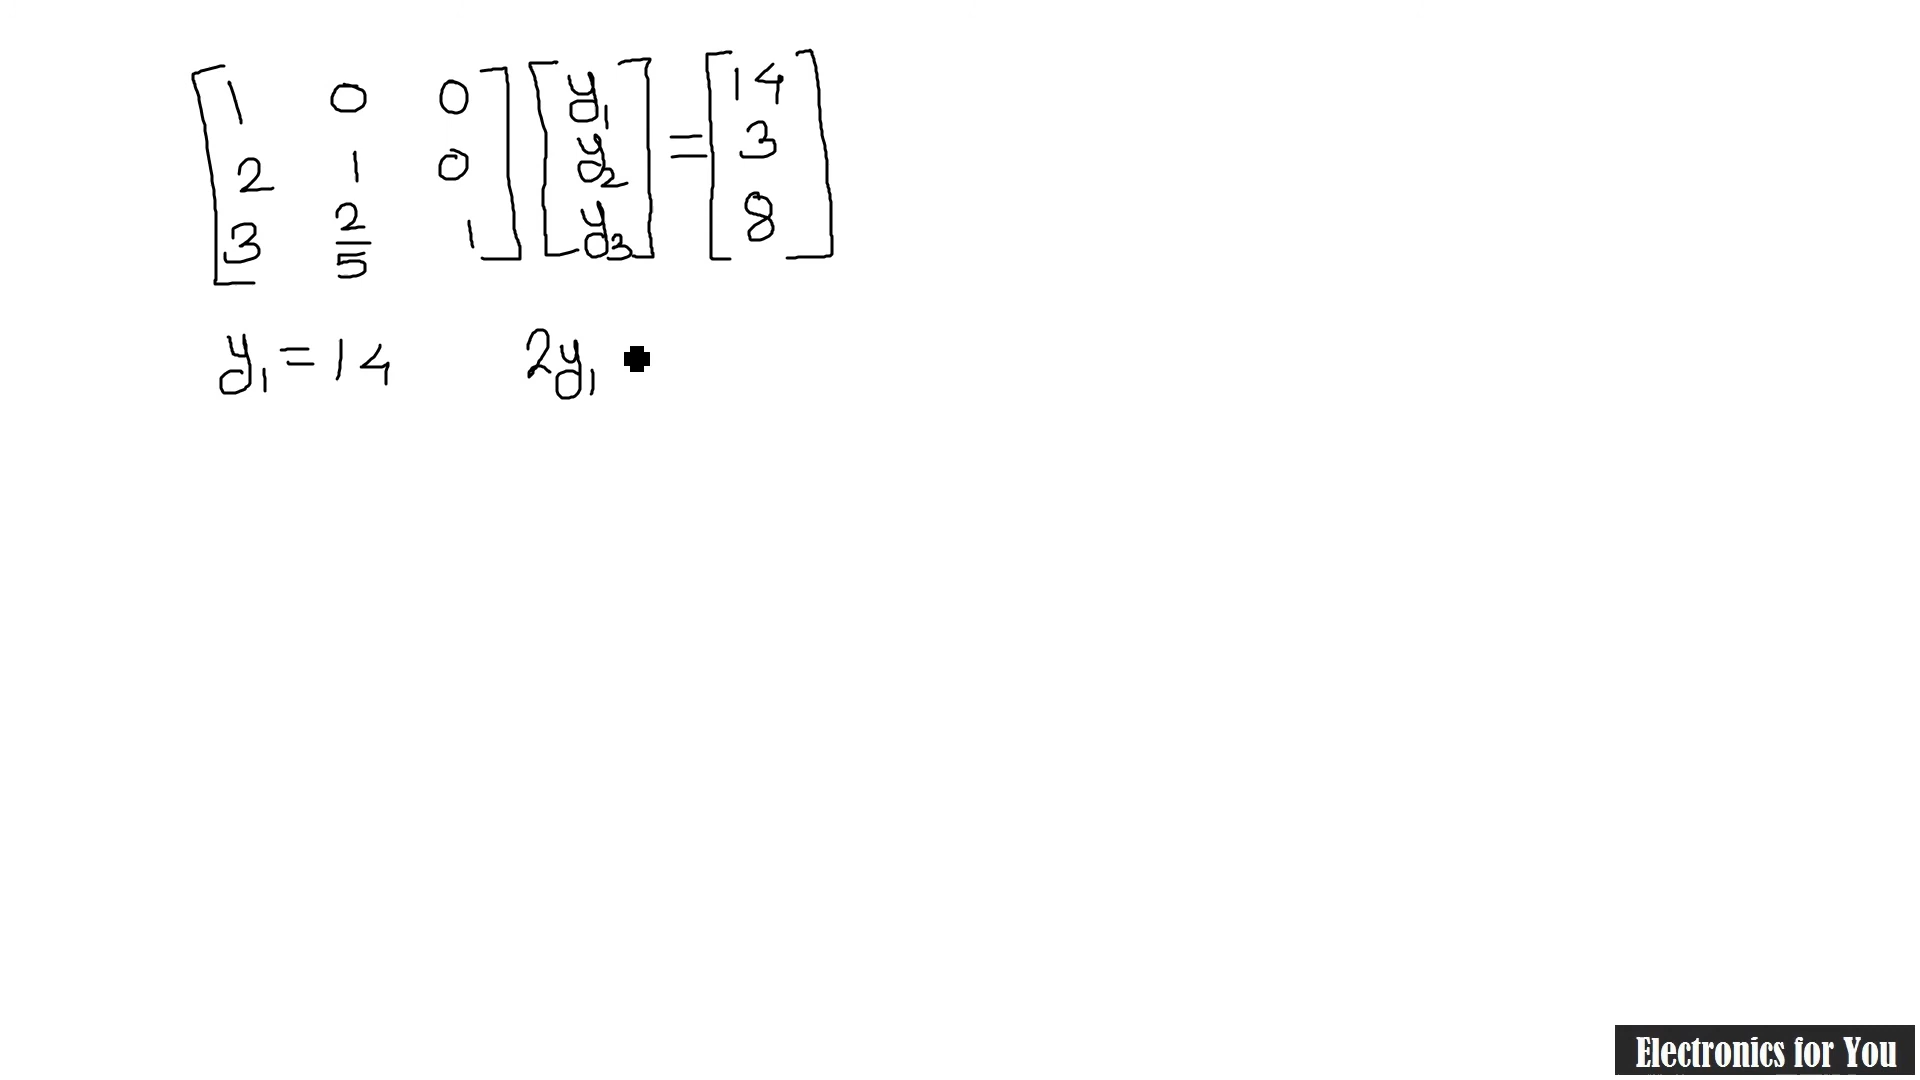 [1 0 0] [y₁] = [14]
[2 1 0] [y₂] = [3]
[3 2/5 1] [y₃] = [8]
y₁ = 14 2y₁
Electronics for You